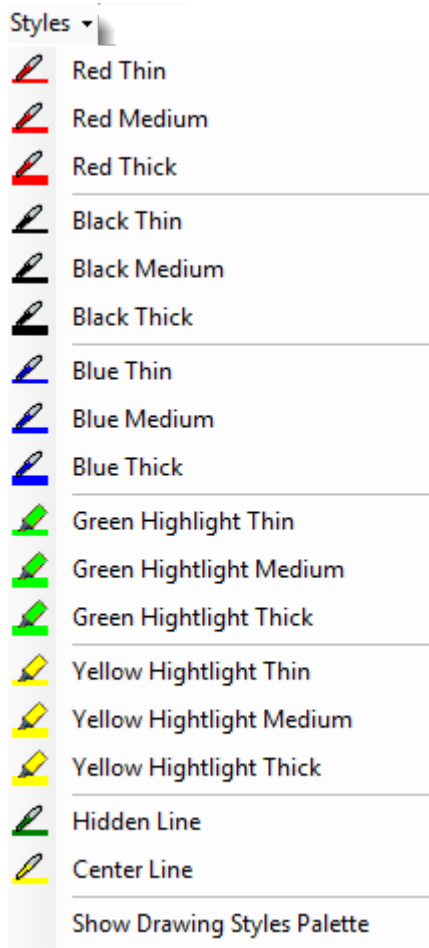 Styles
Red Thin
Red Medium
Red Thick
Black Thin
Black Medium
Black Thick
Blue Thin
Blue Medium
Blue Thick
Green Highlight Thin
Green Hightlight Medium
Green Hightlight Thick
Yellow Hightlight Thin
Yellow Hightlight Medium
Yellow Hightlight Thick
Hidden Line
Center Line
Show Drawing Styles Palette